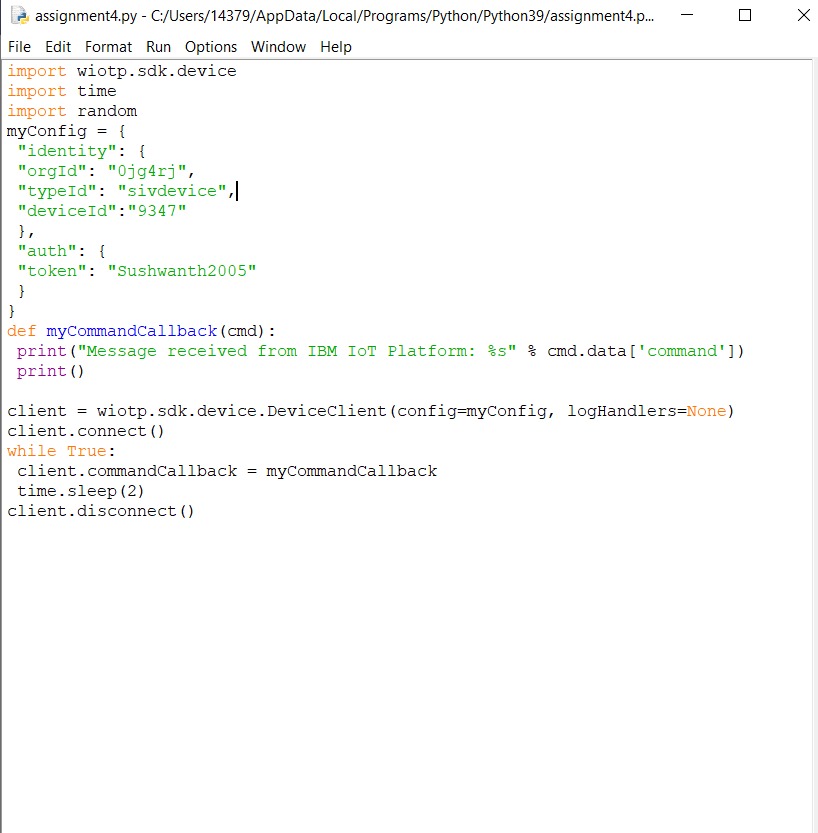 assignment4.py - C:/Users/14379/AppData/Local/Programs/Python/Python39/assignment4.p...
File Edit Format Run Options Window Help
import wiotp.sdk.device
import time
import random
myConfig = {
 "identity": {
 "orgId": "0jg4rj",
 "typeId": "sivdevice",
 "deviceId":"9347"
 },
 "auth": {
 "token": "Sushwanth2005"
 }
}
def myCommandCallback(cmd):
 print("Message received from IBM IoT Platform: %s" % cmd.data['command'])
 print()

client = wiotp.sdk.device.DeviceClient(config=myConfig, logHandlers=None)
client.connect()
while True:
 client.commandCallback = myCommandCallback
 time.sleep(2)
client.disconnect()